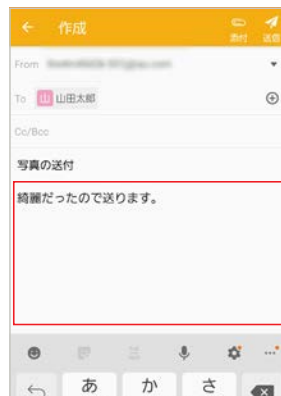 作成
添付
送信
From
To 山 山田太郎
Cc/Bcc
写真の送付
綺麗だったので送ります。
あ
か
さ